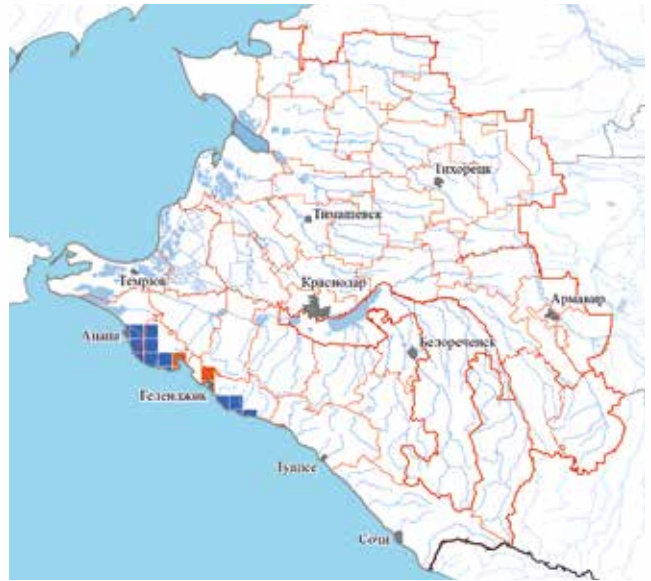 Тихорецк
Тимашевск
Темрюк
Краснодар
Армавир
Анапа
Белореченск
Геленджик
Туапсе
Сочи